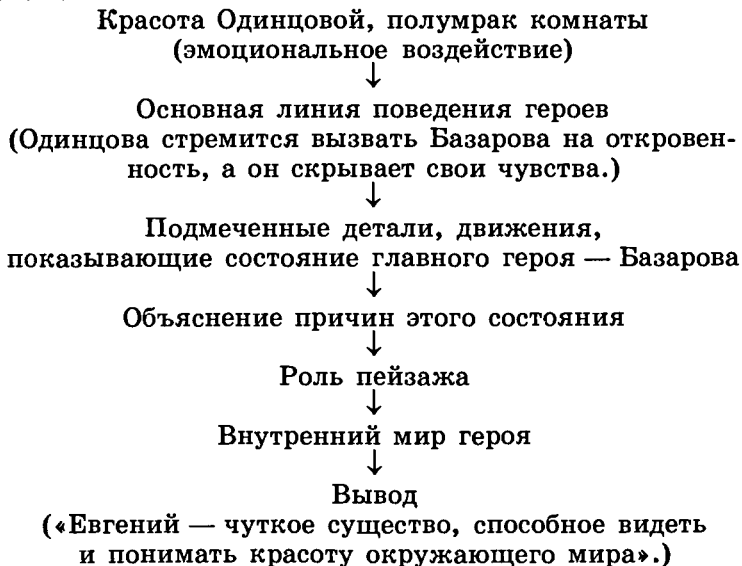 Красота Одинцовой, полумрак комнаты
(эмоциональное воздействие)
↓
Основная линия поведения героев
(Одинцова стремится вызвать Базарова на откровен-
ность, а он скрывает свои чувства.)
↓
Подмеченные детали, движения,
показывающие состояние главного героя — Базарова
↓
Объяснение причин этого состояния
↓
Роль пейзажа
↓
Внутренний мир героя
↓
Вывод
(«Евгений — чуткое существо, способное видеть
и понимать красоту окружающего мира».)